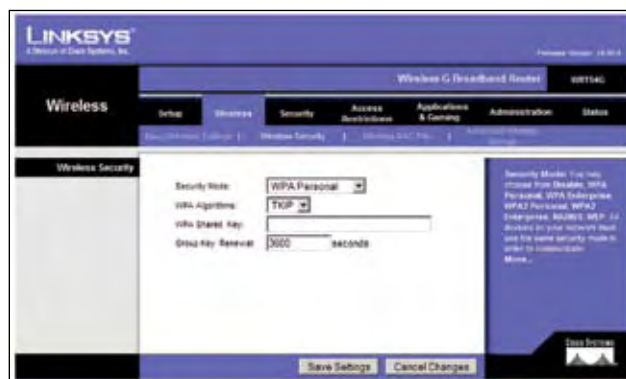 LINKSYS®
A Division of Cisco Systems, Inc.
Wireless-G Broadband Router
WRT54G
Wireless
Setup
Wireless
Security
Access Restrictions
Applications & Gaming
Administration
Status
Wireless Security
Wireless Security
Security Mode:
WPA Personal
WPA Algorithms:
TKIP
WPA Shared Key:
Group Key Renewal:
3600
seconds
Security Mode: You may
choose from Disable, WPA
Personal, WPA Enterprise,
WPA2 Personal, WPA2
Enterprise, RADIUS, WEP. All
devices on your network must
use the same security mode in
order to communicate.
More...
Save Settings
Cancel Changes
Cisco Systems